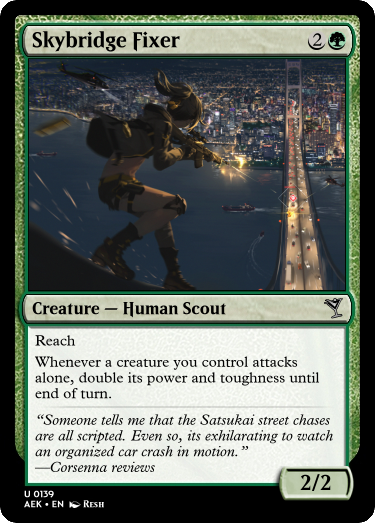 Skybridge Fixer 2
Creature — Human Scout
Reach
Whenever a creature you control attacks
alone, double its power and toughness until
end of turn.
“Someone tells me that the Satsukai street chases
are all scripted. Even so, its exhilarating to watch
an organized car crash in motion.”
—Corsenna reviews
2/2
U 0139
AEK • EN Resh